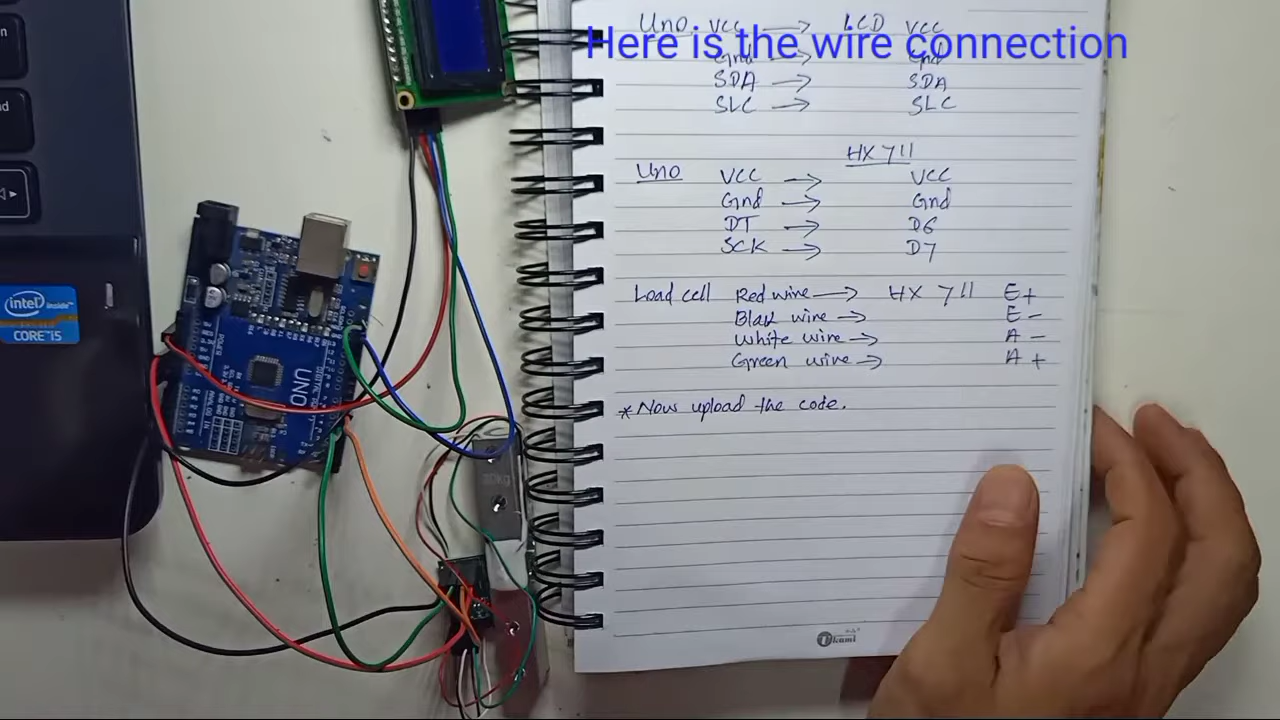 Here is the wire connection
Uno VCC → LCD VCC
Gnd → Gnd
SDA → SDA
SLC → SLC
HX 711
Uno VCC → VCC
Gnd → Gnd
DT → D6
SCK → D7
Load cell Red wire → HX 711 E+
Blak wire → E-
White wire → A-
Green wire → A+
* Now upload the code.
intel inside
CORE i5
UNO
30kg